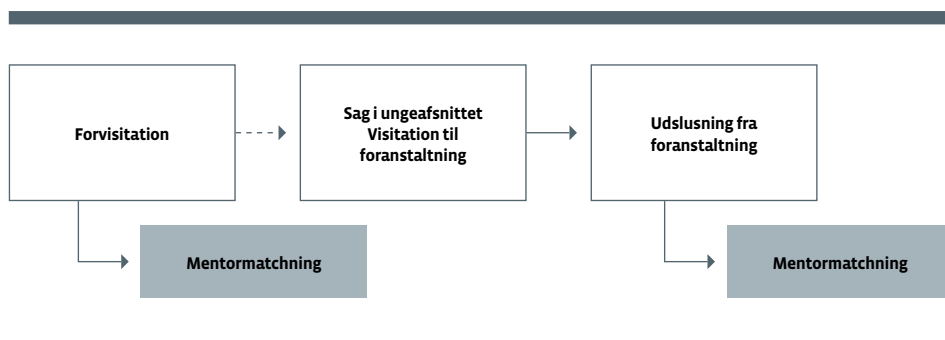 Forvisitation
Sag i ungeafsnittet
Visitation til
foranstaltning
Udslusning fra
foranstaltning
Mentormatchning
Mentormatchning